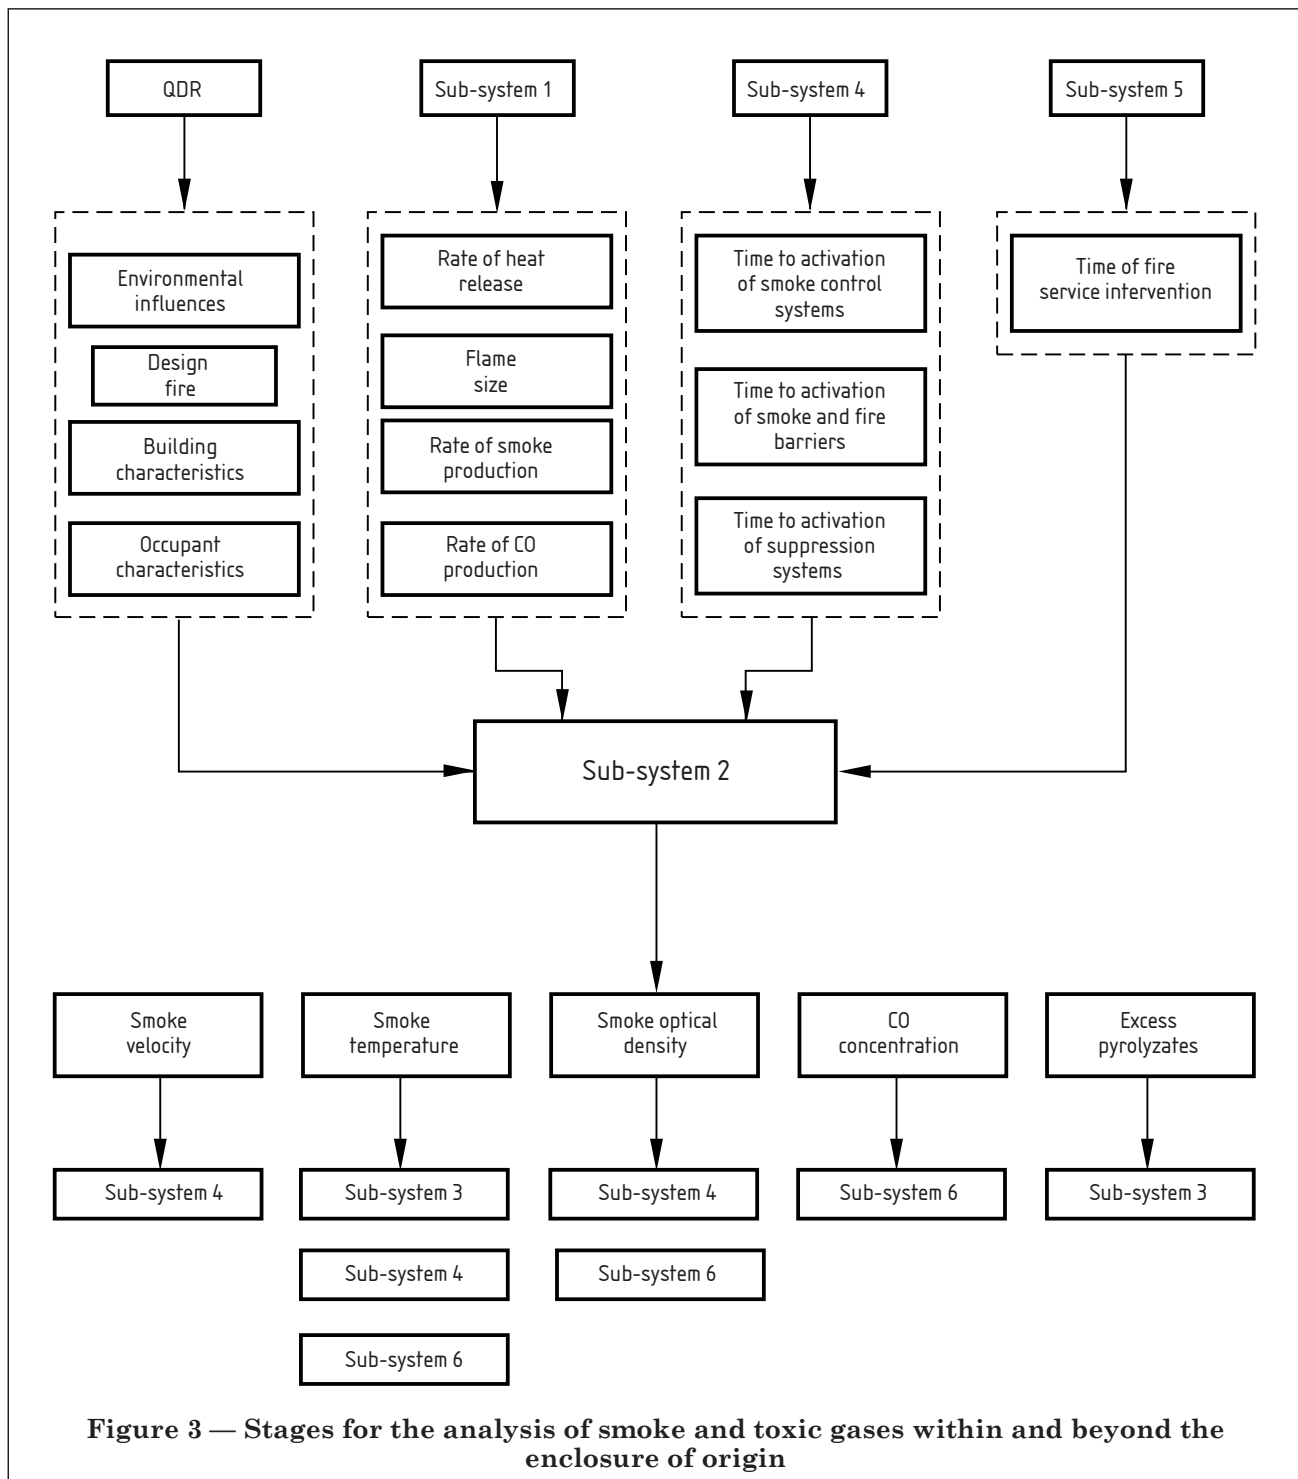 QDR
Sub-system 1
Sub-system 4
Sub-system 5
Environmental
influences
Design
fire
Building
characteristics
Occupant
characteristics
Rate of heat
release
Flame
size
Rate of smoke
production
Rate of CO
production
Time to activation
of smoke control
systems
Time to activation
of smoke and fire
barriers
Time to activation
of suppression
systems
Time of fire
service intervention
Sub-system 2
Smoke
velocity
Smoke
temperature
Smoke optical
density
CO
concentration
Excess
pyrolyzates
Sub-system 4
Sub-system 3
Sub-system 4
Sub-system 6
Sub-system 3
Sub-system 4
Sub-system 6
Sub-system 6
Figure 3 — Stages for the analysis of smoke and toxic gases within and beyond the
enclosure of origin